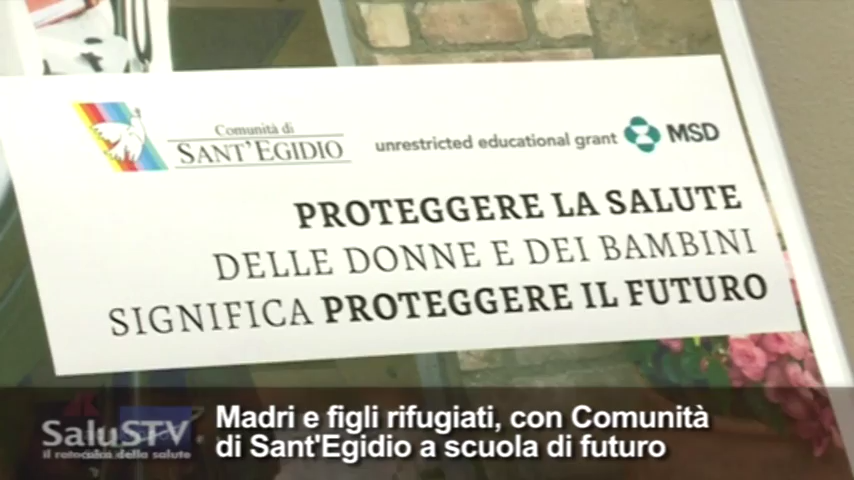 Comunità di
SANT'EGIDIO
unrestricted educational grant MSD
PROTEGGERE LA SALUTE
DELLE DONNE E DEI BAMBINI
SIGNIFICA PROTEGGERE IL FUTURO
SaluSTV
il rotocalco della salute
Madri e figli rifugiati, con Comunità
di Sant'Egidio a scuola di futuro